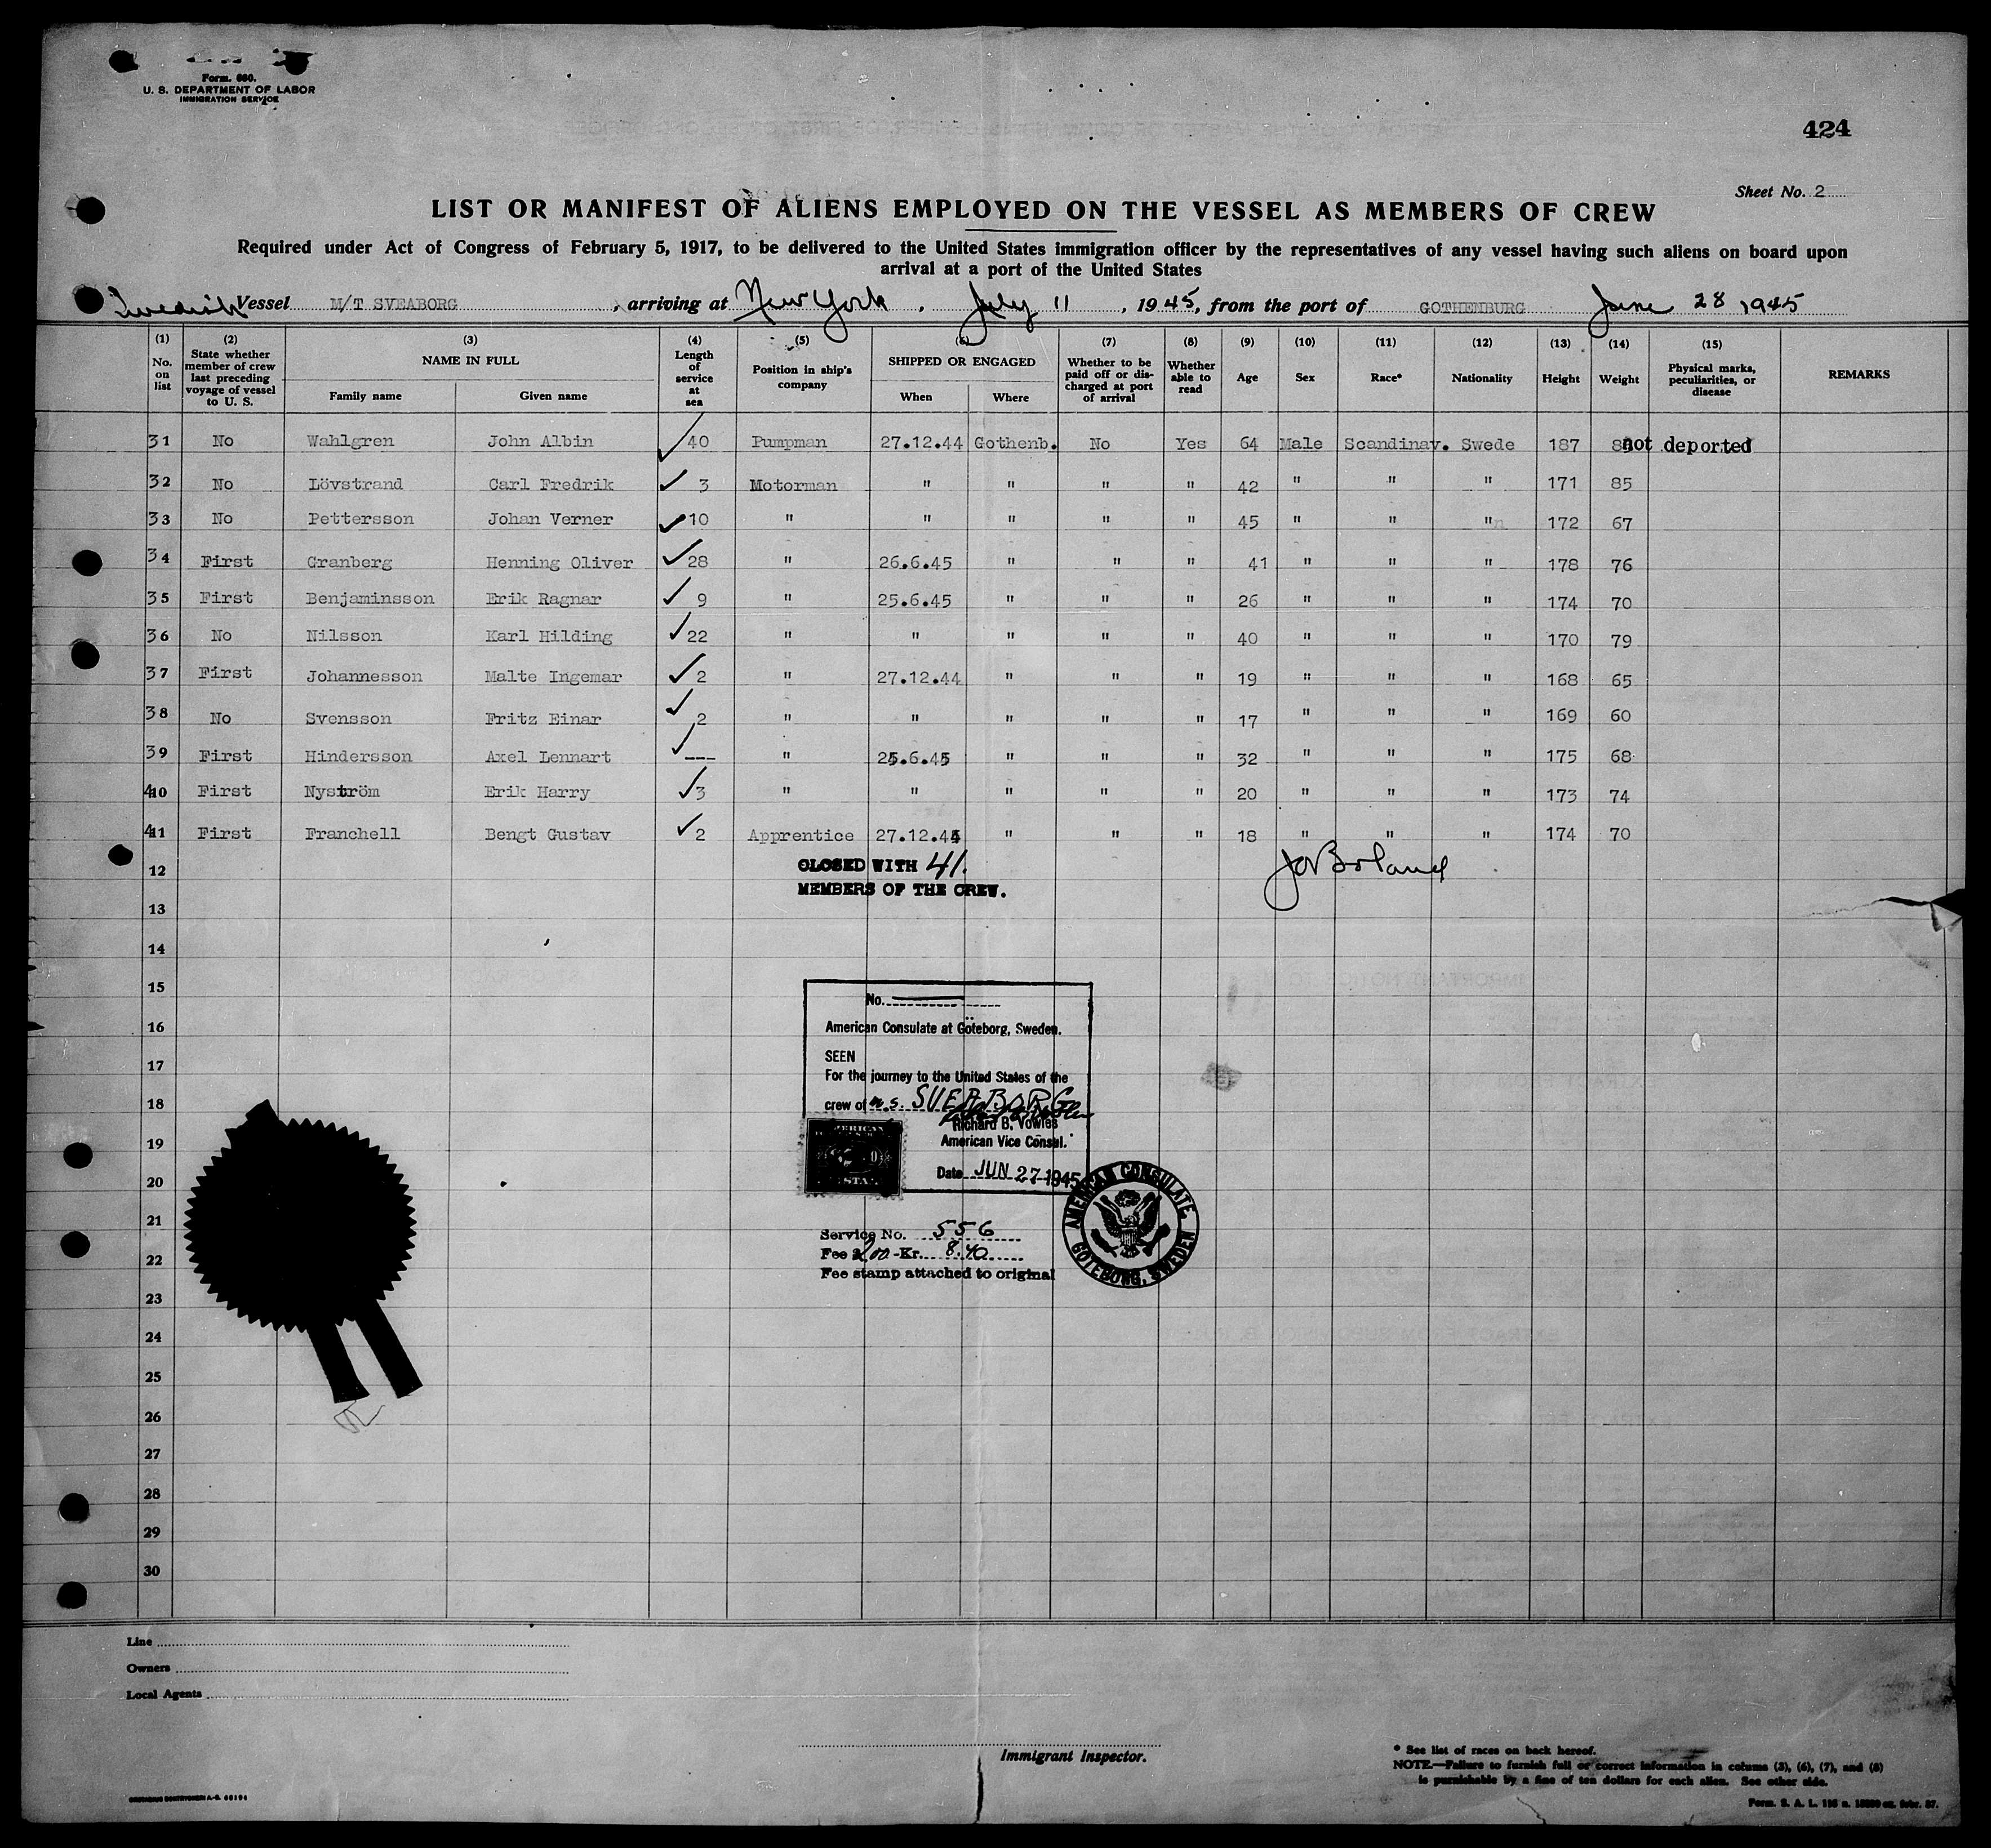 Form. 680.
U. S. DEPARTMENT OF LABOR
IMMIGRATION SERVICE
424
Sheet No. 2
LIST OR MANIFEST OF ALIENS EMPLOYED ON THE VESSEL AS MEMBERS OF CREW
Required under Act of Congress of February 5, 1917, to be delivered to the United States immigration officer by the representatives of any vessel having such aliens on board upon
arrival at a port of the United States
Swedish Vessel M/T SVEABORG, arriving at New York, July 11, 1945, from the port of GOTHENBURG June 28, 1945
(1) (2) (3) (4) (5) (6) (7) (8) (9) (10) (11) (12) (13) (14) (15)
No. on list State whether member of crew last preceding voyage of vessel to U. S. NAME IN FULL Family name Given name Length of service at sea Position in ship's company SHIPPED OR ENGAGED When Where Whether to be paid off or discharged at port of arrival Whether able to read Age Sex Race* Nationality Height Weight Physical marks, peculiarities, or disease REMARKS
31 No Wahlgren John Albin 40 Pumpman 27.12.44 Gothenb. No Yes 64 Male Scandinav. Swede 187 not deported
32 No Lövstrand Carl Fredrik 3 Motorman " " " " 42 " " " 171 85
33 No Pettersson Johan Verner 10 " " " " " 45 " " " 172 67
34 First Granberg Henning Oliver 28 " 26.6.45 " " " 41 " " " 178 76
35 First Benjaminsson Erik Ragnar 9 " 25.6.45 " " " 26 " " " 174 70
36 No Nilsson Karl Hilding 22 " " " " " 40 " " " 170 79
37 First Johannesson Malte Ingemar 2 " 27.12.44 " " " 19 " " " 168 65
38 No Svensson Fritz Einar 2 " " " " " 17 " " " 169 60
39 First Hindersson Axel Lennart --- " 25.6.45 " " " 32 " " " 175 68
40 First Nyström Erik Harry 3 " " " " " 20 " " " 173 74
41 First Franchell Bengt Gustav 2 Apprentice 27.12.44 " " " 18 " " " 174 70
CLOSED WITH 41.
MEMBERS OF THE CREW.
12
13
14
15
16
17
18
19
20
21
22
23
24
25
26
27
28
29
30
No.
American Consulate at Göteborg, Sweden.
SEEN
For the journey to the United States of the
crew of m.s. SVEABORG
Richard B. Vowles
American Vice Consul.
Date JUN 27 1945
AMERICAN CONSULATE, GÖTEBORG, SWEDEN
Service No. 556
Fee $2.00 -Kr. 8.40
Fee stamp attached to original
Line
Owners
Local Agents
Immigrant Inspector.
* See list of races on back hereof.
NOTE.—Failure to furnish full or correct information in column (3), (6), (7), and (8)
is punishable by a fine of ten dollars for each alien. See other side.